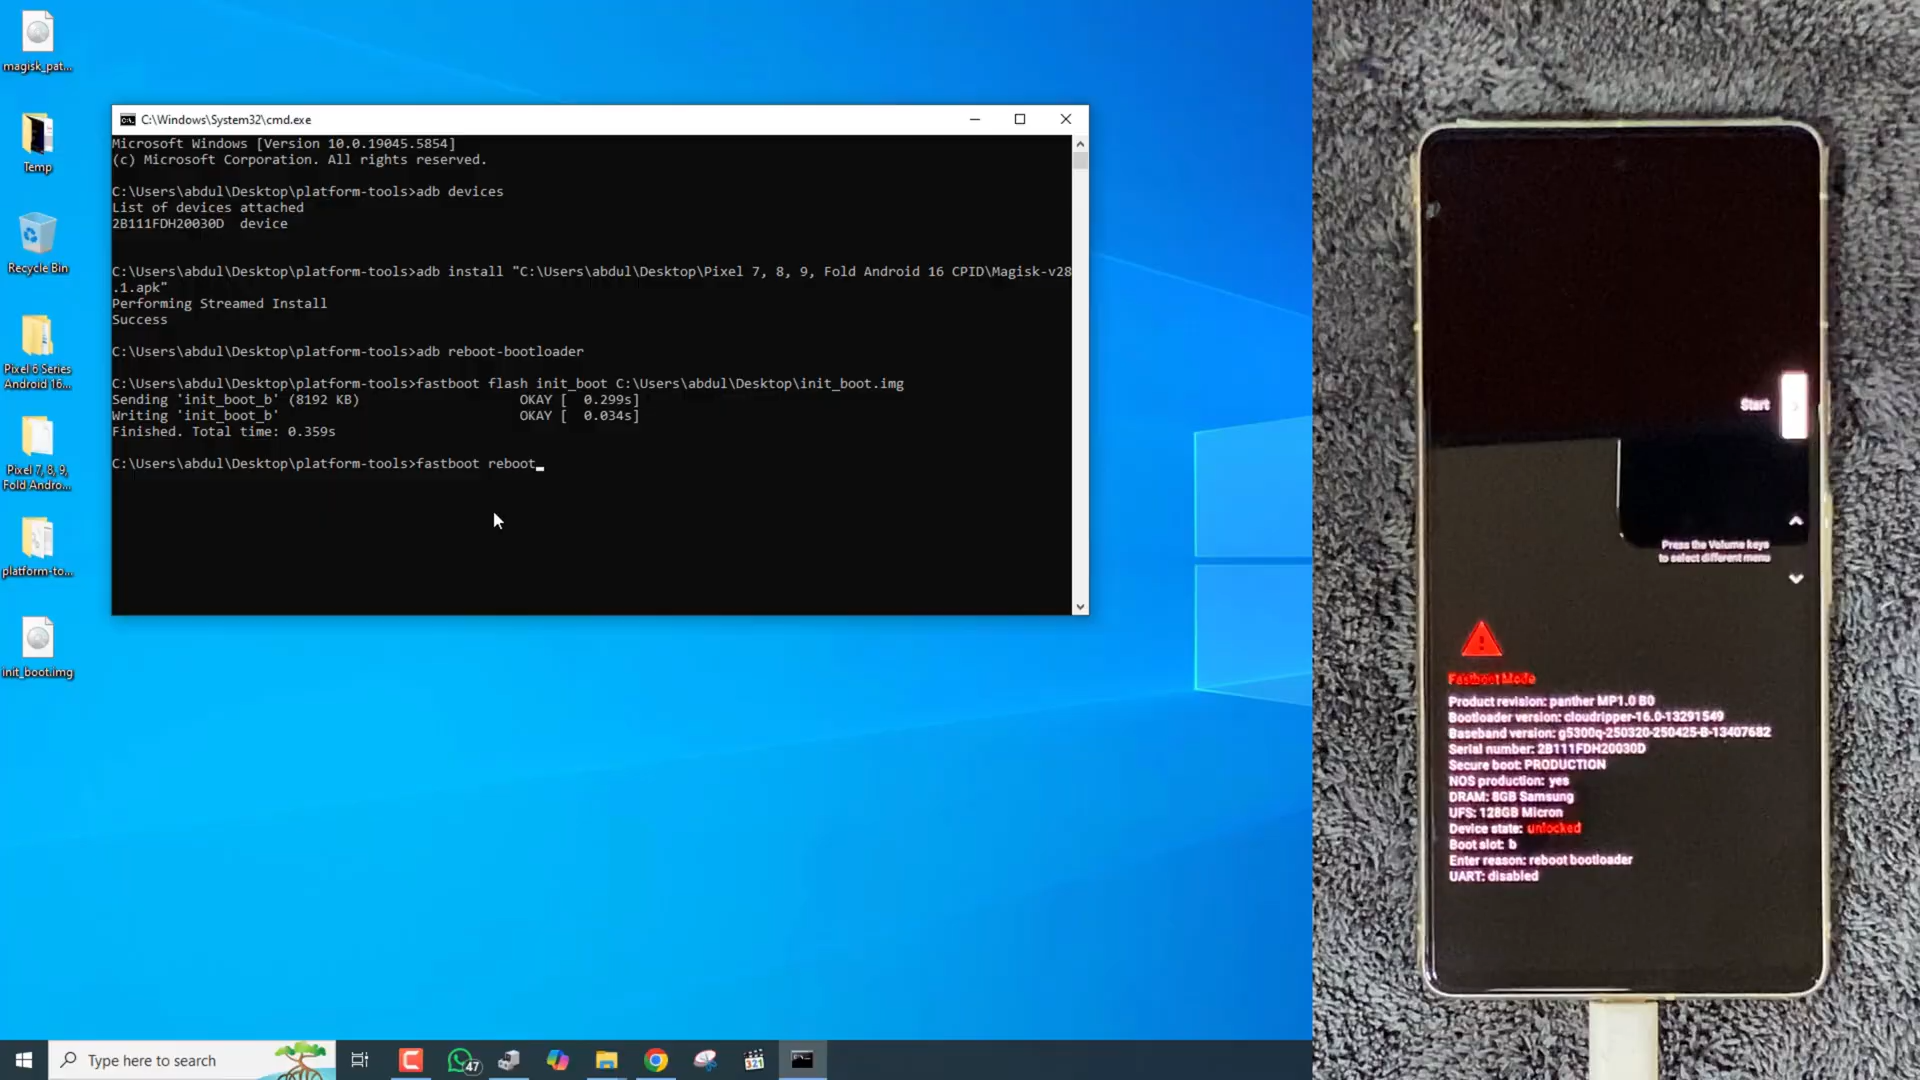 magisk_pat...
Temp
Recycle Bin
Pixel 6 Series
Android 16...
Pixel 7, 8, 9,
Fold Andro...
platform-to...
init_boot.img
C:\Windows\System32\cmd.exe
Microsoft Windows [Version 10.0.19045.5854]
(c) Microsoft Corporation. All rights reserved.
C:\Users\abdul\Desktop\platform-tools>adb devices
List of devices attached
2B111FDH20030D  device
C:\Users\abdul\Desktop\platform-tools>adb install "C:\Users\abdul\Desktop\Pixel 7, 8, 9, Fold Android 16 CPID\Magisk-v28
.1.apk"
Performing Streamed Install
Success
C:\Users\abdul\Desktop\platform-tools>adb reboot-bootloader
C:\Users\abdul\Desktop\platform-tools>fastboot flash init_boot C:\Users\abdul\Desktop\init_boot.img
Sending 'init_boot_b' (8192 KB)                    OKAY [  0.299s]
Writing 'init_boot_b'                              OKAY [  0.034s]
Finished. Total time: 0.359s
C:\Users\abdul\Desktop\platform-tools>fastboot reboot_
Type here to search
47
321
Start
Press the Volume keys
to select different menu
Fastboot Mode
Product revision: panther MP1.0 B0
Bootloader version: cloudripper-16.0-13291549
Baseband version: g5300q-250320-250425-B-13407682
Serial number: 2B111FDH20030D
Secure boot: PRODUCTION
NOS production: yes
DRAM: 8GB Samsung
UFS: 128GB Micron
Device state: unlocked
Boot slot: b
Enter reason: reboot bootloader
UART: disabled